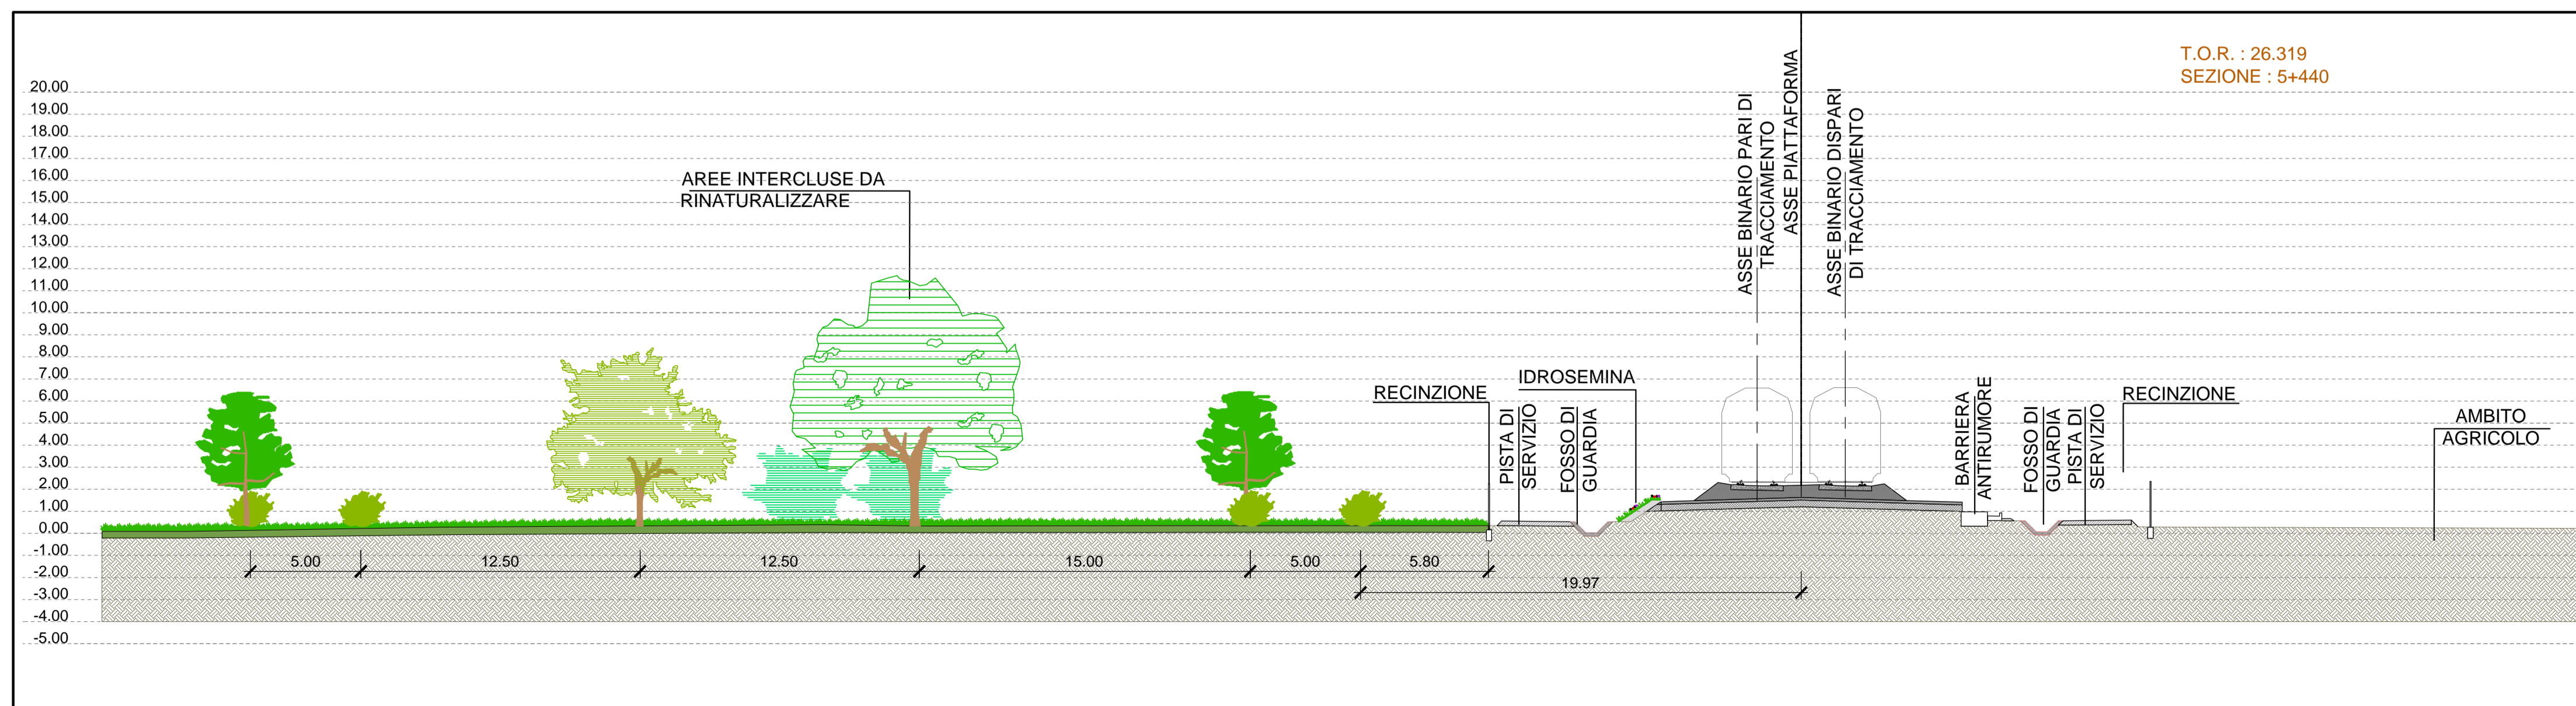 T.O.R. : 26.319
SEZIONE : 5+440
20.00
19.00
18.00
17.00
16.00
15.00
14.00
13.00
12.00
11.00
10.00
9.00
8.00
7.00
6.00
5.00
4.00
3.00
2.00
1.00
0.00
-1.00
-2.00
-3.00
-4.00
-5.00
AREE INTERCLUSE DA
RINATURALIZZARE
RECINZIONE
IDROSEMINA
PISTA DI
SERVIZIO
FOSSO DI
GUARDIA
ASSE BINARIO PARI DI
TRACCIAMENTO
ASSE PIATTAFORMA
ASSE BINARIO DISPARI
DI TRACCIAMENTO
BARRIERA
ANTIRUMORE
FOSSO DI
GUARDIA
PISTA DI
SERVIZIO
RECINZIONE
AMBITO
AGRICOLO
5.00
12.50
12.50
15.00
5.00
5.80
19.97